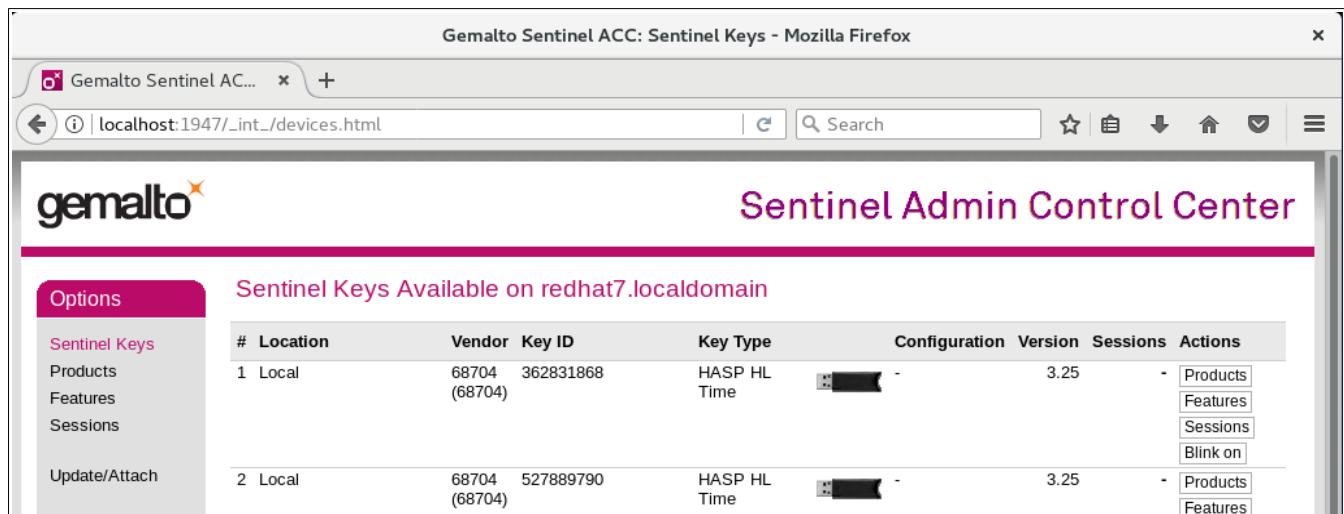 Gemalto Sentinel ACC: Sentinel Keys - Mozilla Firefox
Gemalto Sentinel AC...
localhost:1947/_int_/devices.html
Search
gemalto
Sentinel Admin Control Center
Options
Sentinel Keys
Products
Features
Sessions
Update/Attach
Sentinel Keys Available on redhat7.localdomain
# Location Vendor Key ID Key Type Configuration Version Sessions Actions
1 Local 68704 362831868 HASP HL - 3.25 - Products
(68704) Time Features
Sessions
Blink on
2 Local 68704 527889790 HASP HL - 3.25 - Products
(68704) Time Features